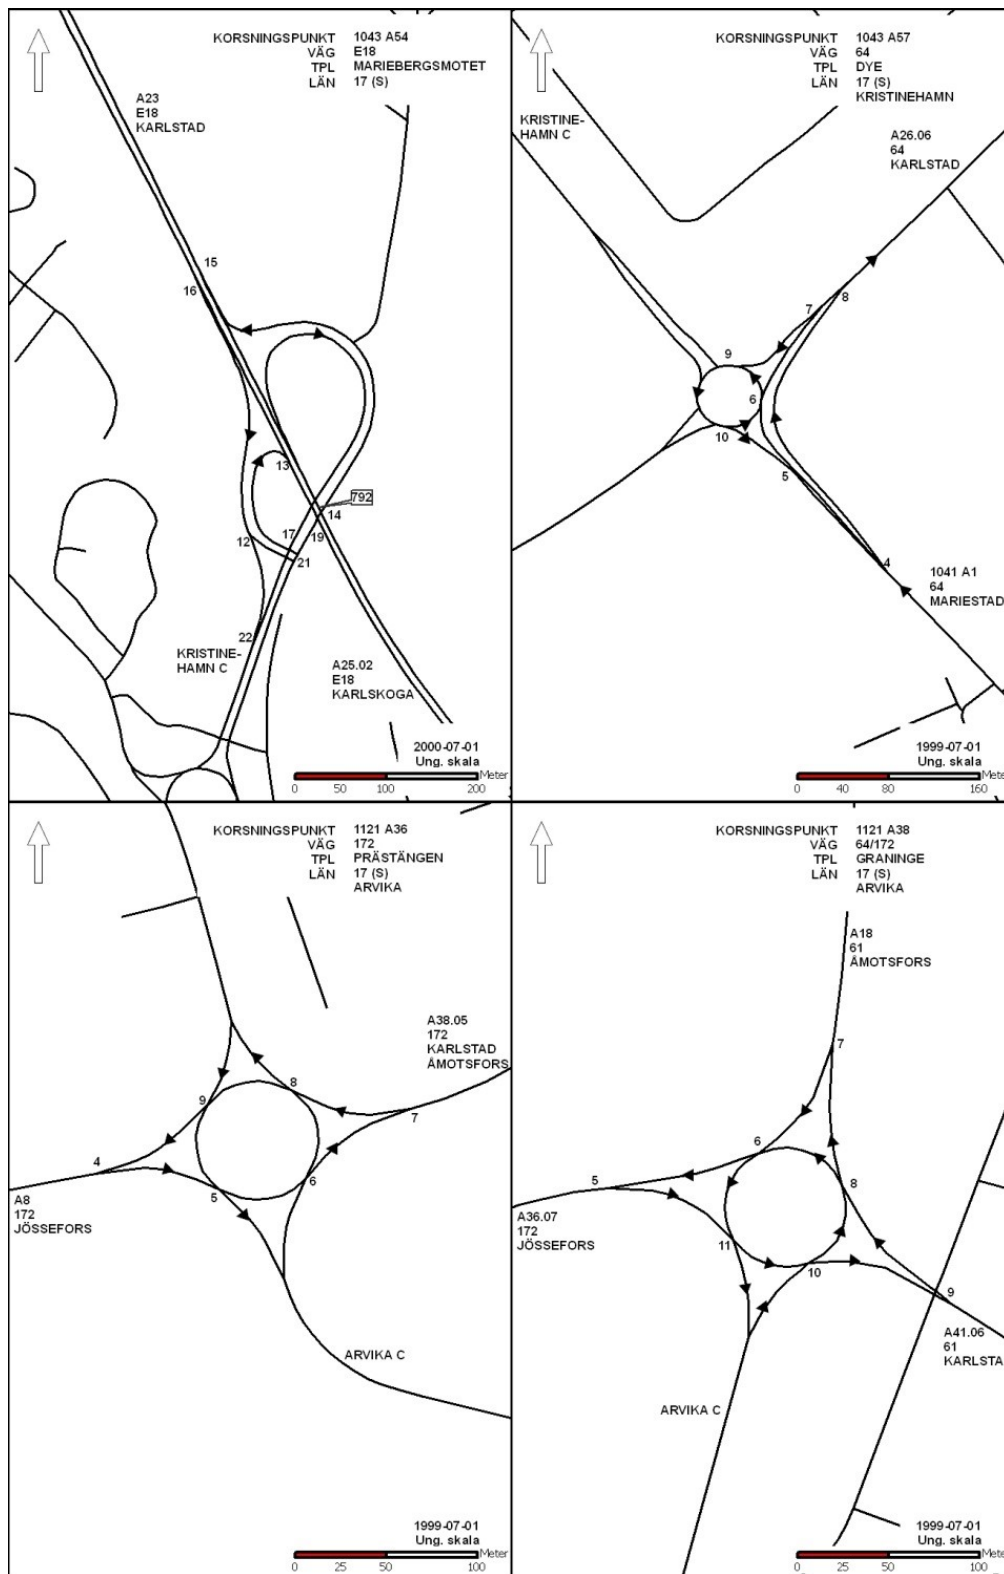 KORSNINGSPUNKT 1043 A54
VÄG E18
TPL MARIEBERGSMOTET
LÄN 17 (S)
A23
E18
KARLSTAD
15
16
13
792
14
17
19
12
21
22
KRISTINE-
HAMN C
A25.02
E18
KARLSKOGA
2000-07-01
Ung. skala
Meter
0 50 100 200
KORSNINGSPUNKT 1043 A57
VÄG 64
TPL DYE
LÄN 17 (S)
KRISTINEHAMN
KRISTINE-
HAMN C
A26.06
64
KARLSTAD
8
7
9
6
10
5
4
1041 A1
64
MARIESTAD
1999-07-01
Ung. skala
Meter
0 40 80 160
KORSNINGSPUNKT 1121 A36
VÄG 172
TPL PRÄSTÄNGEN
LÄN 17 (S)
ARVIKA
A38.05
172
KARLSTAD
ÅMOTSFORS
8
9
7
4
5
6
A8
172
JÖSSEFORS
ARVIKA C
1999-07-01
Ung. skala
Meter
0 25 50 100
KORSNINGSPUNKT 1121 A38
VÄG 64/172
TPL GRANINGE
LÄN 17 (S)
ARVIKA
A18
61
ÅMOTSFORS
7
6
5
8
A36.07
172
JÖSSEFORS
11
10
9
A41.06
61
KARLSTA
ARVIKA C
1999-07-01
Ung. skala
Meter
0 25 50 100